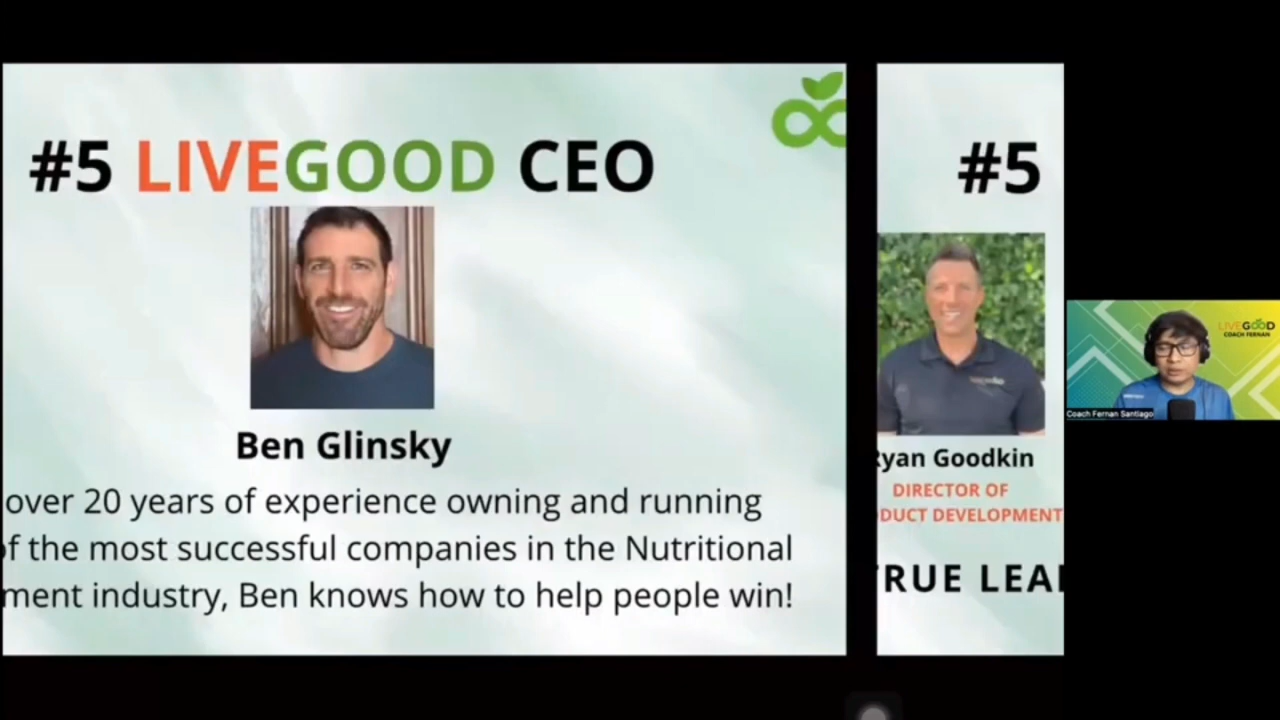 #5 LIVEGOOD CEO
Ben Glinsky
over 20 years of experience owning and running
of the most successful companies in the Nutritional
ment industry, Ben knows how to help people win!
#5
Ryan Goodkin
DIRECTOR OF
DUCT DEVELOPMENT
TRUE LEA
LIVEGOOD
COACH FERNAN
Coach Fernan Santiago